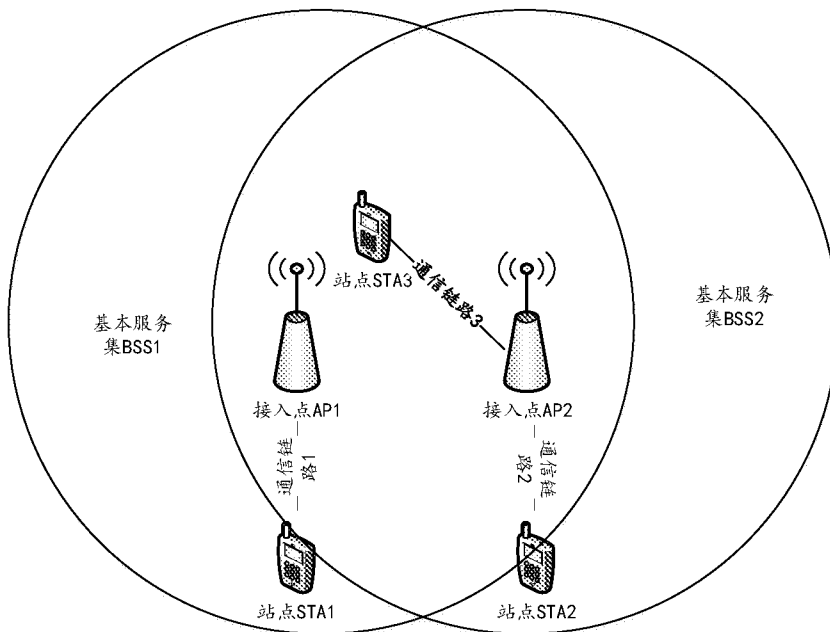 站点STA3
通信链路3
基本服务
集BSS1
基本服务
集BSS2
接入点AP1
接入点AP2
通信链
路1
通信链
路2
站点STA1
站点STA2